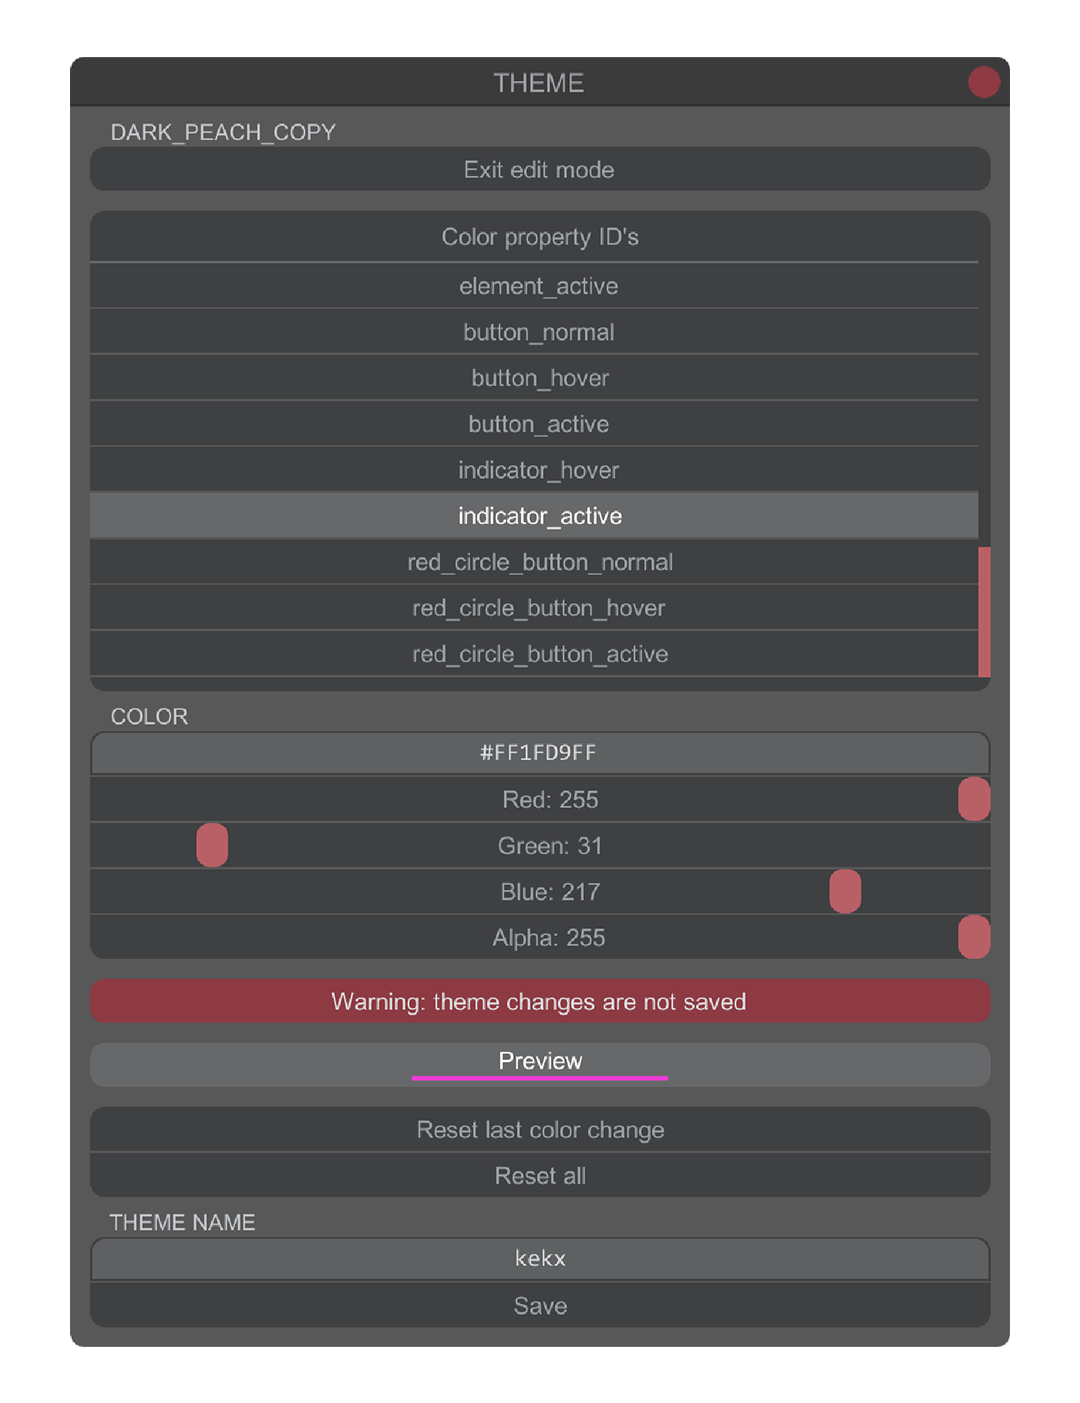 THEME
DARK_PEACH_COPY
Exit edit mode
Color property ID's
element_active
button_normal
button_hover
button_active
indicator_hover
indicator_active
red_circle_button_normal
red_circle_button_hover
red_circle_button_active
COLOR
#FF1FD9FF
Red: 255
Green: 31
Blue: 217
Alpha: 255
Warning: theme changes are not saved
Preview
Reset last color change
Reset all
THEME NAME
kekx
Save